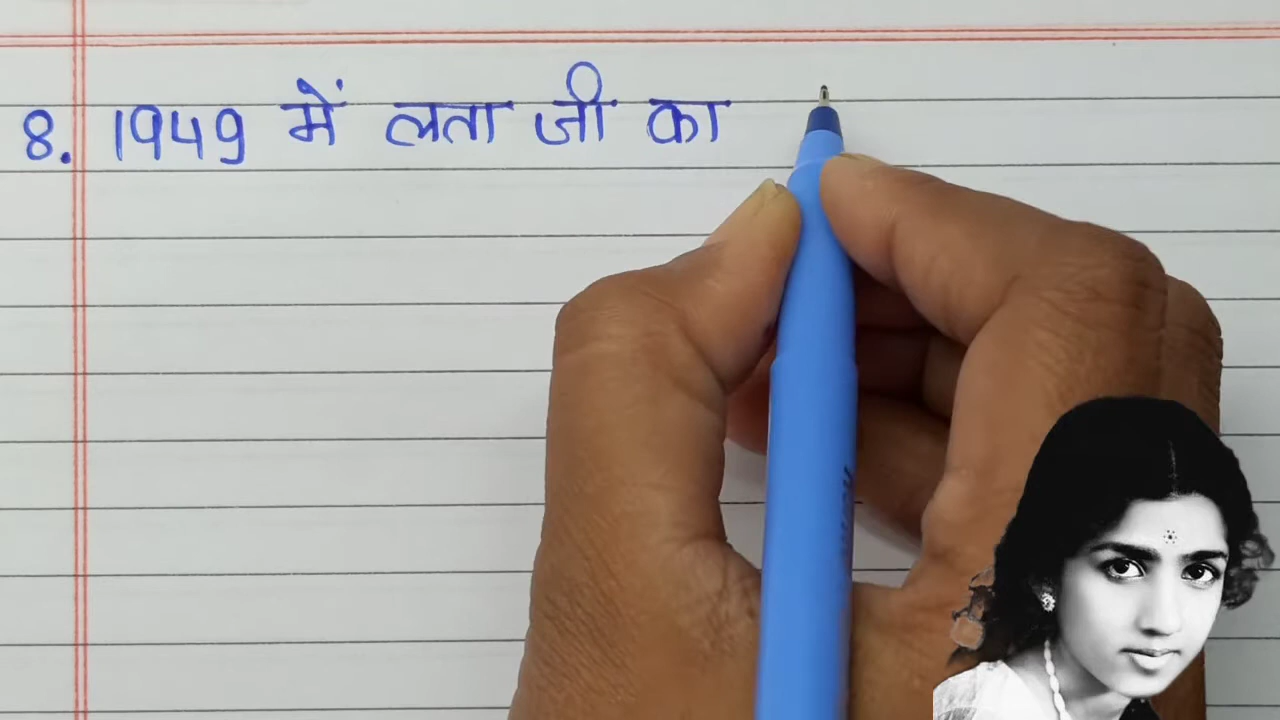 8. 1949 में लता जी का